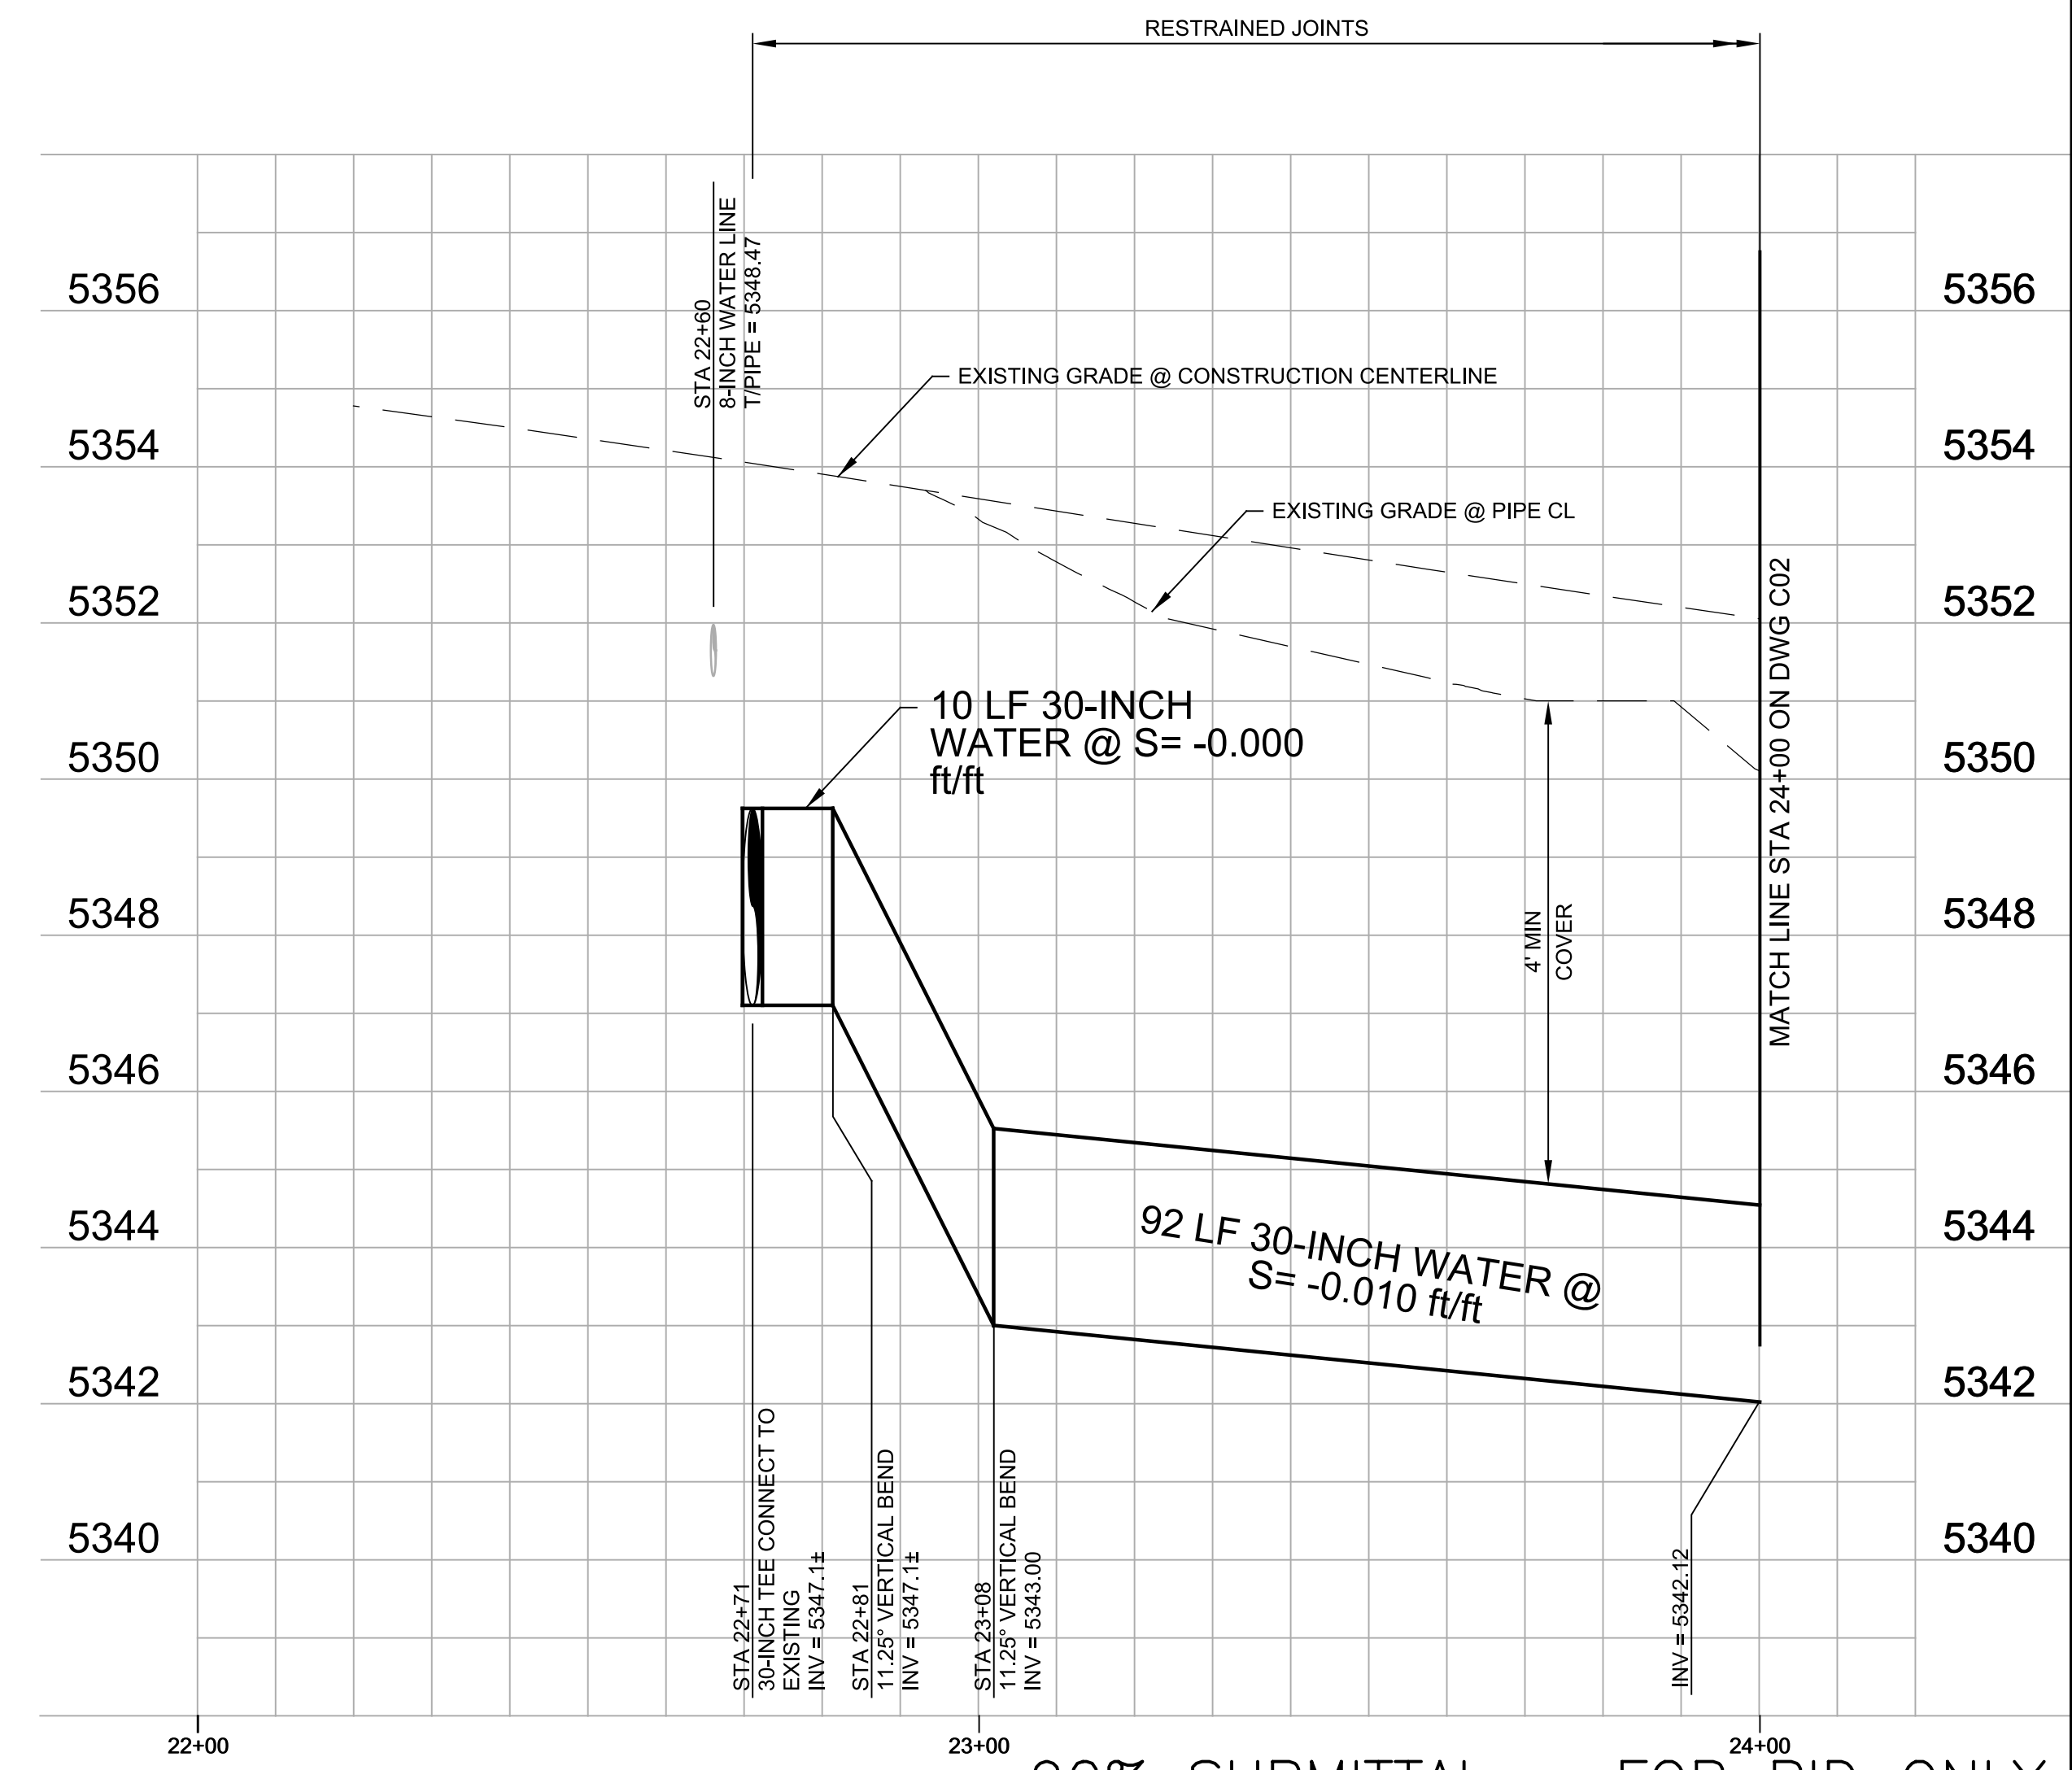 RESTRAINED JOINTS
STA 22+60
8-INCH WATER LINE
T/PIPE = 5348.47
5356
5356
EXISTING GRADE @ CONSTRUCTION CENTERLINE
5354
5354
EXISTING GRADE @ PIPE CL
5352
5352
MATCH LINE STA 24+00 ON DWG C02
10 LF 30-INCH
WATER @ S= -0.000
ft/ft
5350
5350
4' MIN
COVER
5348
5348
5346
5346
5344
5344
92 LF 30-INCH WATER @
S= -0.010 ft/ft
5342
5342
5340
5340
STA 22+71
30-INCH TEE CONNECT TO
EXISTING
INV = 5347.1±
STA 22+81
11.25° VERTICAL BEND
INV = 5347.1±
STA 23+08
11.25° VERTICAL BEND
INV = 5343.00
INV = 5342.12
22+00
23+00
24+00
SUBMITTAL FOR BID ONLY